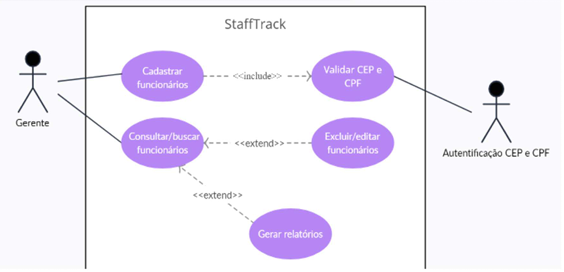 StaffTrack
Cadastrar
funcionários
<<include>>
Validar CEP e
CPF
Gerente
Consultar/buscar
funcionários
<<extend>>
Excluir/editar
funcionários
Autentificação CEP e CPF
<<extend>>
Gerar relatórios